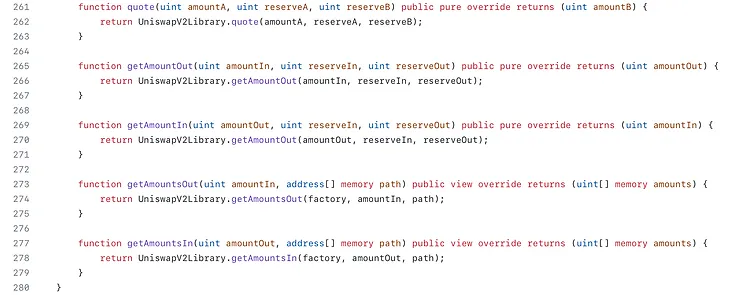 261 function quote(uint amountA, uint reserveA, uint reserveB) public pure override returns (uint amountB) {
262 return UniswapV2Library.quote(amountA, reserveA, reserveB);
263 }
264
265 function getAmountOut(uint amountIn, uint reserveIn, uint reserveOut) public pure override returns (uint amountOut) {
266 return UniswapV2Library.getAmountOut(amountIn, reserveIn, reserveOut);
267 }
268
269 function getAmountIn(uint amountOut, uint reserveIn, uint reserveOut) public pure override returns (uint amountIn) {
270 return UniswapV2Library.getAmountOut(amountOut, reserveIn, reserveOut);
271 }
272
273 function getAmountsOut(uint amountIn, address[] memory path) public view override returns (uint[] memory amounts) {
274 return UniswapV2Library.getAmountsOut(factory, amountIn, path);
275 }
276
277 function getAmountsIn(uint amountOut, address[] memory path) public view override returns (uint[] memory amounts) {
278 return UniswapV2Library.getAmountsIn(factory, amountOut, path);
279 }
280 }